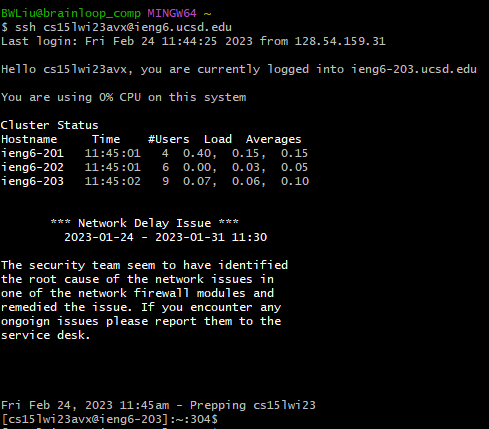 BWLiu@brainloop_comp MINGW64 ~
$ ssh cs15lwi23avx@ieng6.ucsd.edu
Last login: Fri Feb 24 11:44:25 2023 from 128.54.159.31
Hello cs15lwi23avx, you are currently logged into ieng6-203.ucsd.edu
You are using 0% CPU on this system
Cluster Status
Hostname     Time    #Users  Load  Averages
ieng6-201   11:45:01   4  0.40,  0.15,  0.15
ieng6-202   11:45:01   6  0.00,  0.03,  0.05
ieng6-203   11:45:02   9  0.07,  0.06,  0.10
*** Network Delay Issue ***
2023-01-24 - 2023-01-31 11:30
The security team seem to have identified
the root cause of the network issues in
one of the network firewall modules and
remedied the issue. If you encounter any
ongoign issues please report them to the
service desk.
Fri Feb 24, 2023 11:45am - Prepping cs15lwi23
[cs15lwi23avx@ieng6-203]:~:304$